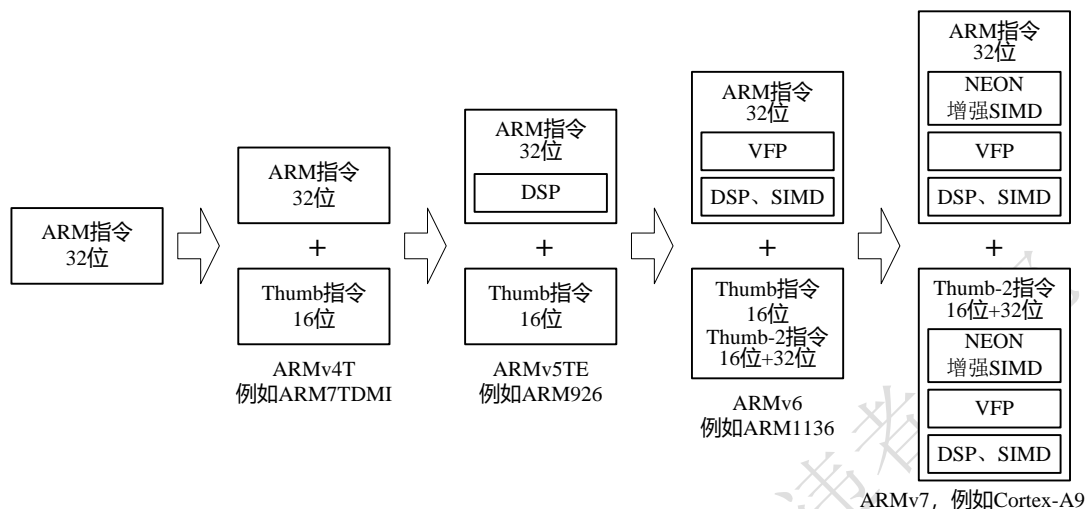 ARM指令
32位
ARM指令
32位
+
Thumb指令
16位
ARMv4T
例如ARM7TDMI
ARM指令
32位
DSP
+
Thumb指令
16位
ARMv5TE
例如ARM926
ARM指令
32位
VFP
DSP、SIMD
+
Thumb指令
16位
Thumb-2指令
16位+32位
ARMv6
例如ARM1136
ARM指令
32位
NEON
增强SIMD
VFP
DSP、SIMD
+
Thumb-2指令
16位+32位
NEON
增强SIMD
VFP
DSP、SIMD
ARMv7，例如Cortex-A9
违者